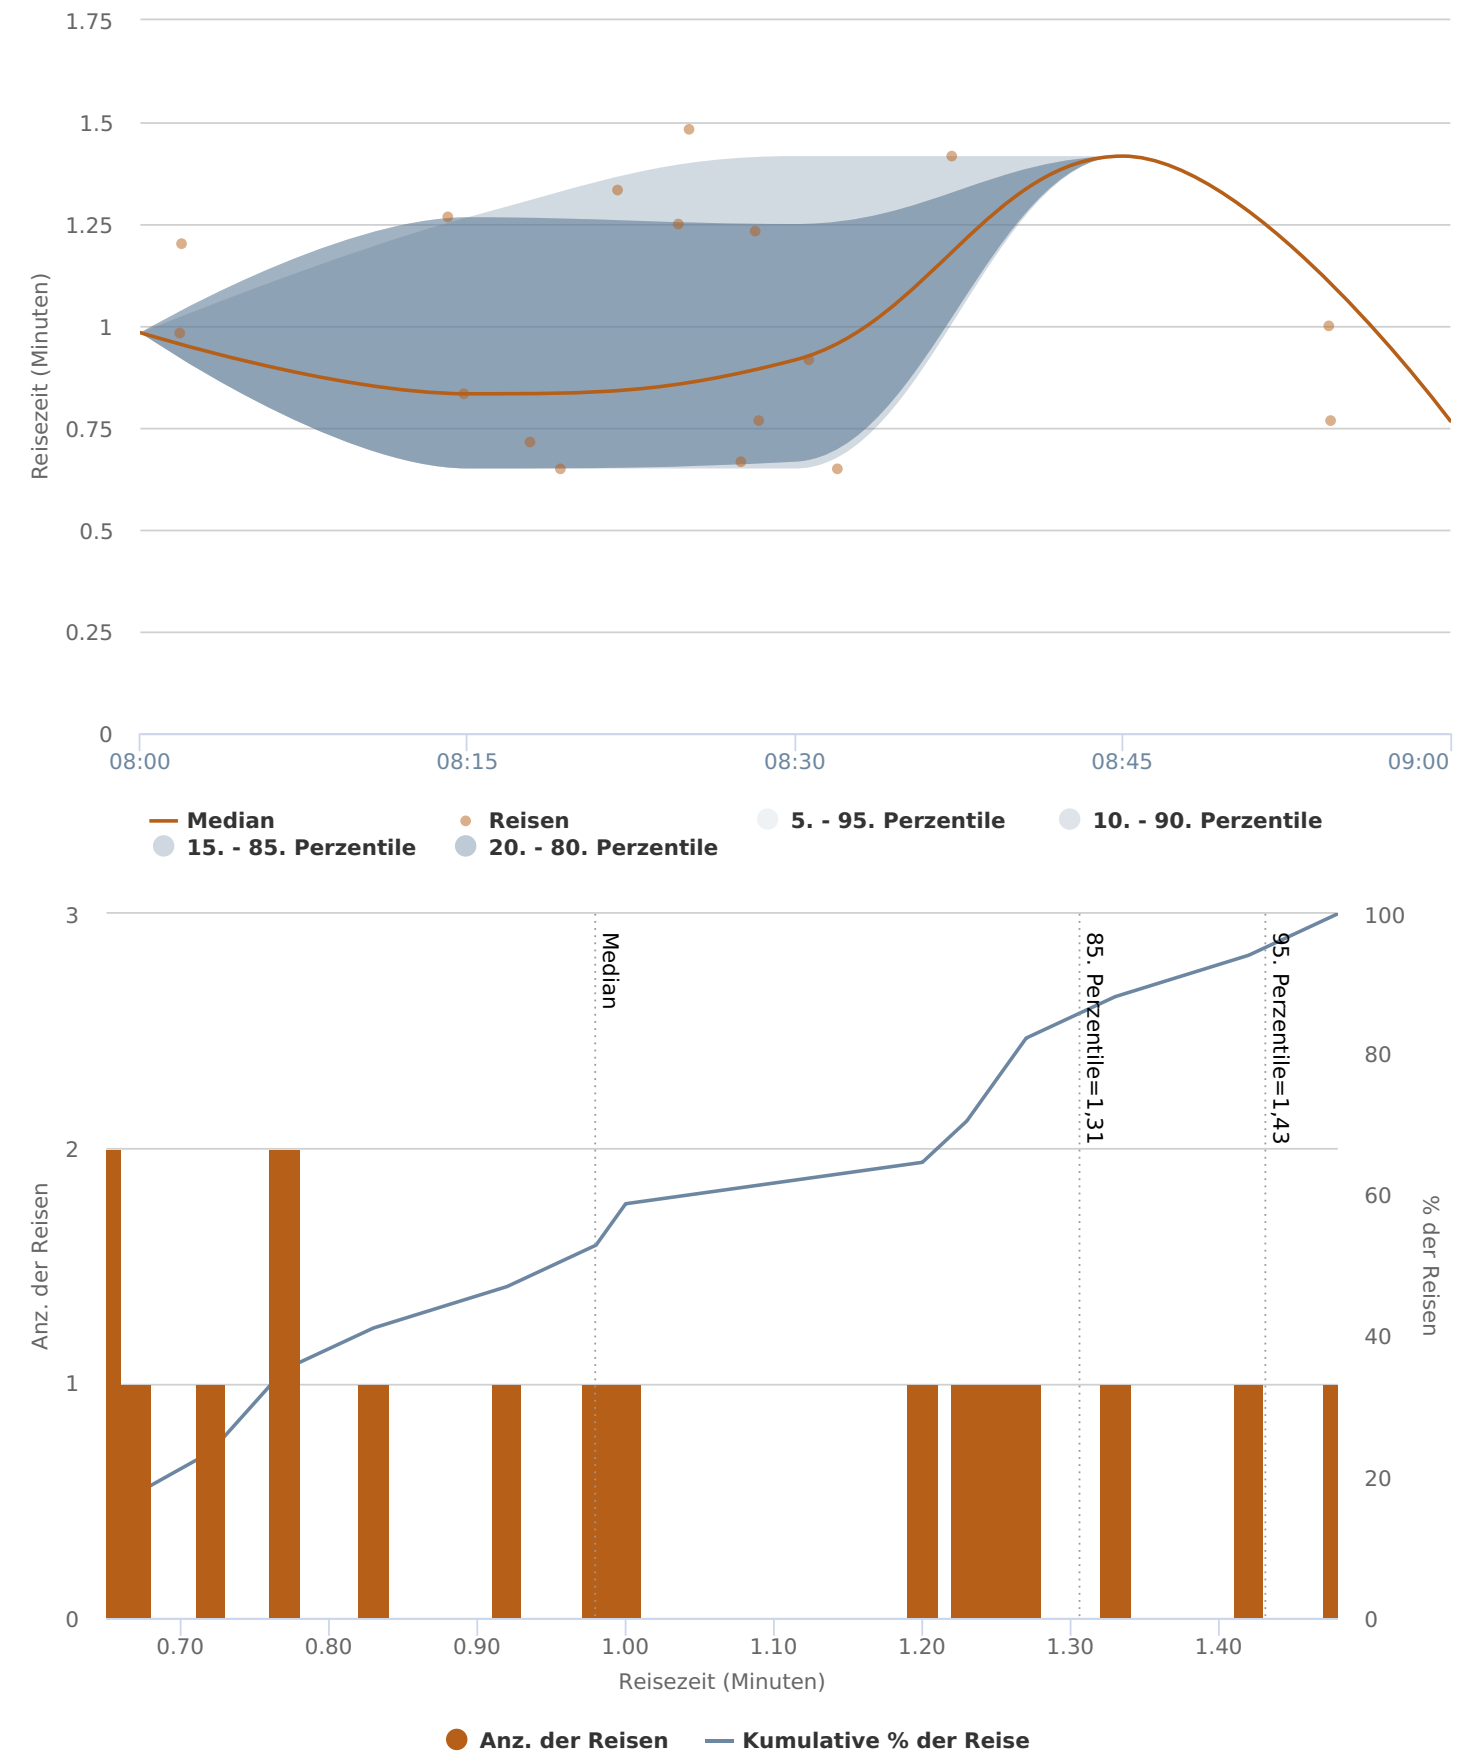 1.75
1.5
1.25
1
0.75
0.5
0.25
0
Reisezeit (Minuten)
08:00 08:15 08:30 08:45 09:00
Median Reisen 5. - 95. Perzentile 10. - 90. Perzentile
15. - 85. Perzentile 20. - 80. Perzentile
3
2
1
0
Anz. der Reisen
Median
85. Perzentile=1,31
95. Perzentile=1,43
100
80
60
40
20
0
% der Reisen
0.70 0.80 0.90 1.00 1.10 1.20 1.30 1.40
Reisezeit (Minuten)
Anz. der Reisen Kumulative % der Reise